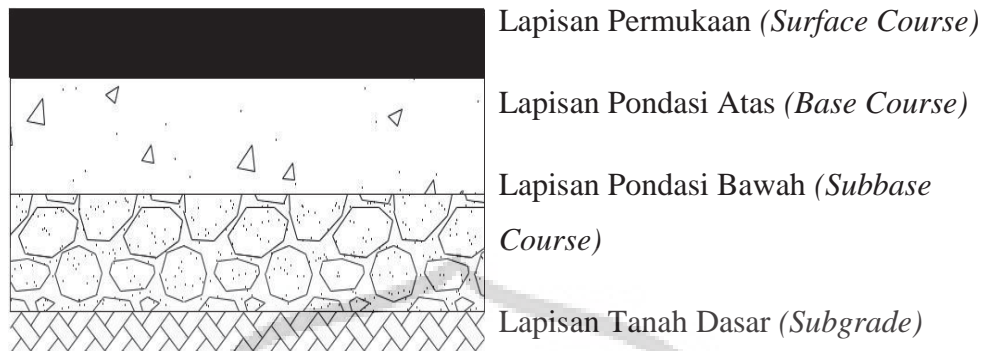 Lapisan Permukaan (Surface Course)
Lapisan Pondasi Atas (Base Course)
Lapisan Pondasi Bawah (Subbase
Course)
Lapisan Tanah Dasar (Subgrade)